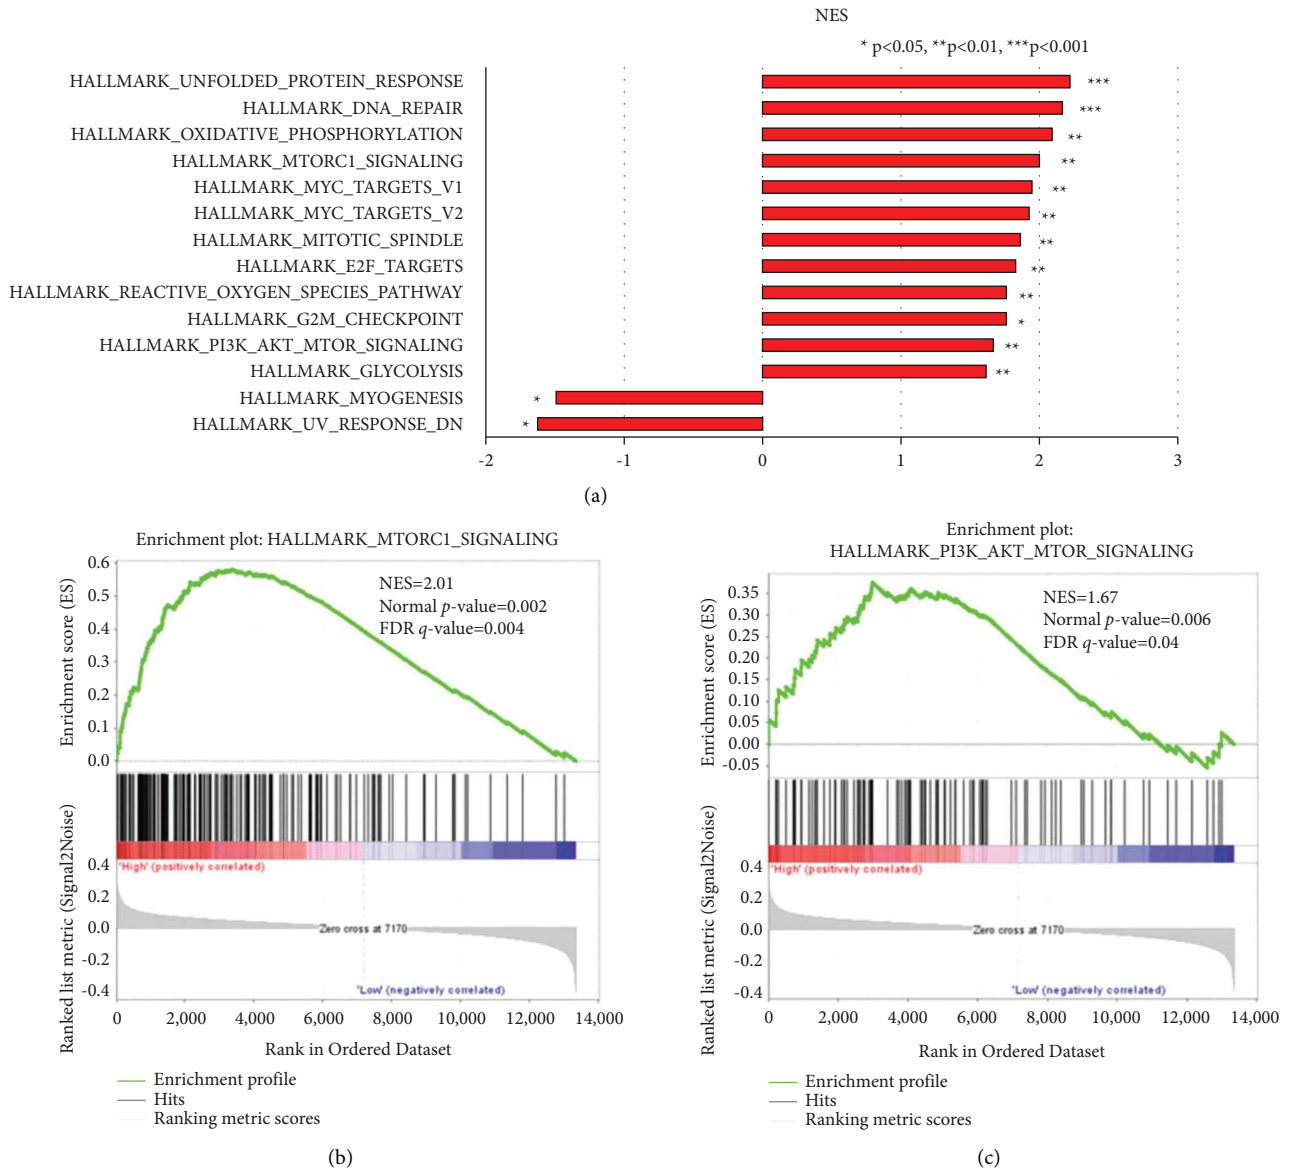 NES
* p<0.05, **p<0.01, ***p<0.001
HALLMARK_UNFOLDED_PROTEIN_RESPONSE ***
HALLMARK_DNA_REPAIR ***
HALLMARK_OXIDATIVE_PHOSPHORYLATION **
HALLMARK_MTORC1_SIGNALING **
HALLMARK_MYC_TARGETS_V1 **
HALLMARK_MYC_TARGETS_V2 **
HALLMARK_MITOTIC_SPINDLE **
HALLMARK_E2F_TARGETS **
HALLMARK_REACTIVE_OXYGEN_SPECIES_PATHWAY **
HALLMARK_G2M_CHECKPOINT *
HALLMARK_PI3K_AKT_MTOR_SIGNALING **
HALLMARK_GLYCOLYSIS **
HALLMARK_MYOGENESIS *
HALLMARK_UV_RESPONSE_DN *
-2 -1 0 1 2 3
(a)
Enrichment plot: HALLMARK_MTORC1_SIGNALING
Enrichment score (ES)
0.6
0.5
0.4
0.3
0.2
0.1
0.0
NES=2.01
Normal p-value=0.002
FDR q-value=0.004
'High' (positively correlated)
Ranked list metric (Signal2Noise)
0.4
0.2
0.0
-0.2
-0.4
Zero cross at 7170
'Low' (negatively correlated)
0 2,000 4,000 6,000 8,000 10,000 12,000 14,000
Rank in Ordered Dataset
Enrichment profile
Hits
Ranking metric scores
(b)
Enrichment plot:
HALLMARK_PI3K_AKT_MTOR_SIGNALING
Enrichment score (ES)
0.35
0.30
0.25
0.20
0.15
0.10
0.05
0.00
-0.05
NES=1.67
Normal p-value=0.006
FDR q-value=0.04
'High' (positively correlated)
Ranked list metric (Signal2Noise)
0.4
0.2
0.0
-0.2
-0.4
Zero cross at 7170
'Low' (negatively correlated)
0 2,000 4,000 6,000 8,000 10,000 12,000 14,000
Rank in Ordered Dataset
Enrichment profile
Hits
Ranking metric scores
(c)